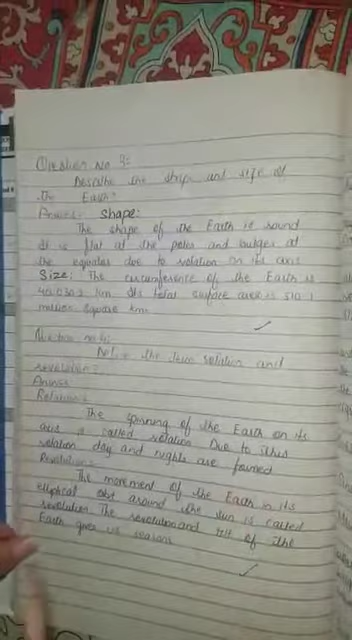 Question No 3:
Describe the shape and size of
the Earth?
Answer: Shape:
The shape of the Earth is round
It is flat at the poles and bulges at
the equator due to rotation on its axis
Size: The circumference of the Earth is
km Its total surface area is 510.1
million square km.
Question no 4:
Define the term rotation and
revolution?
Answer
Rotation:
The spinning of the Earth on its
axis is called rotation Due to this
rotation day and nights are formed
Revolution:
The movement of the Earth in its
elliptical around the sun is called
revolution The revolution and tilt of the
Earth gives us seasons